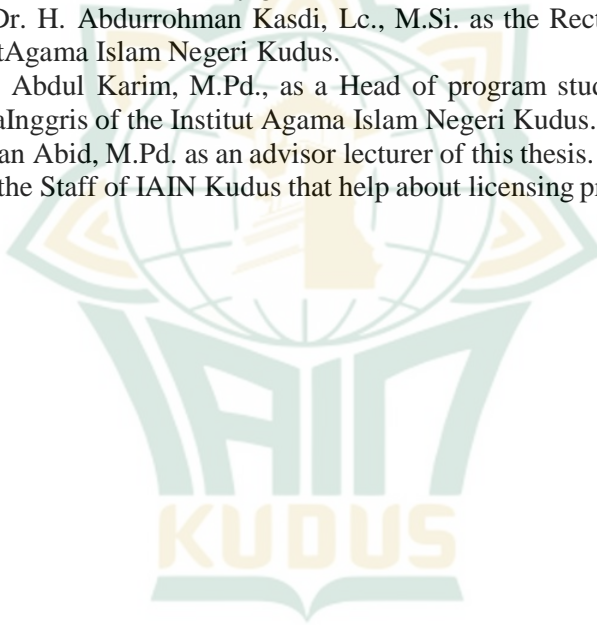 Dr. H. Abdurrohman Kasdi, Lc., M.Si. as the Rect
tAgama Islam Negeri Kudus.
Abdul Karim, M.Pd., as a Head of program stud
aInggris of the Institut Agama Islam Negeri Kudus.
an Abid, M.Pd. as an advisor lecturer of this thesis.
the Staff of IAIN Kudus that help about licensing pr
IAIN
KUDUS